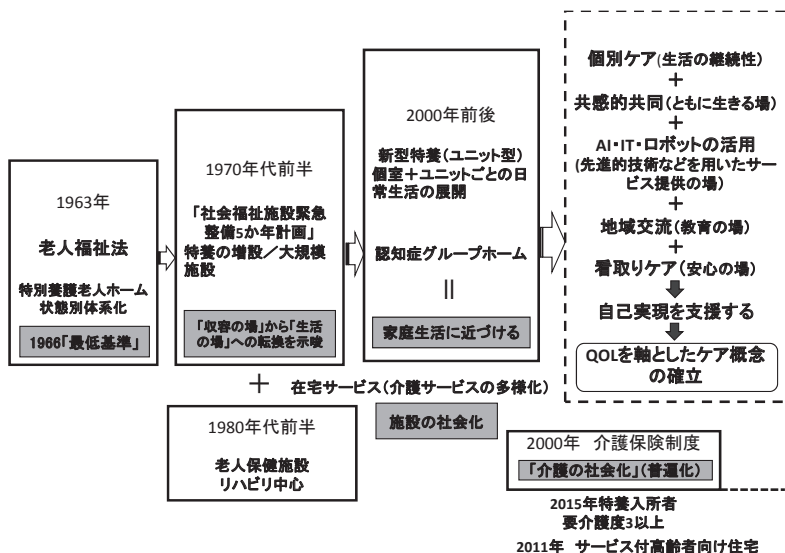 1963年
老人福祉法
特別養護老人ホーム
状態別体系化
1966「最低基準」
1970年代前半
「社会福祉施設緊急
整備5か年計画」
特養の増設／大規模
施設
「収容の場」から「生活
の場」への転換を示唆
2000年前後
新型特養（ユニット型）
個室＋ユニットごとの日
常生活の展開
認知症グループホーム
＝
家庭生活に近づける
個別ケア（生活の継続性）
＋
共感的共同（ともに生きる場）
＋
AI・IT・ロボットの活用
（先進的技術などを用いたサー
ビス提供の場）
＋
地域交流（教育の場）
＋
看取りケア（安心の場）
自己実現を支援する
QOLを軸としたケア概念
の確立
＋
在宅サービス（介護サービスの多様化）
施設の社会化
1980年代前半
老人保健施設
リハビリ中心
2000年 介護保険制度
「介護の社会化」（普遍化）
2015年特養入所者
要介護度3以上
2011年 サービス付高齢者向け住宅